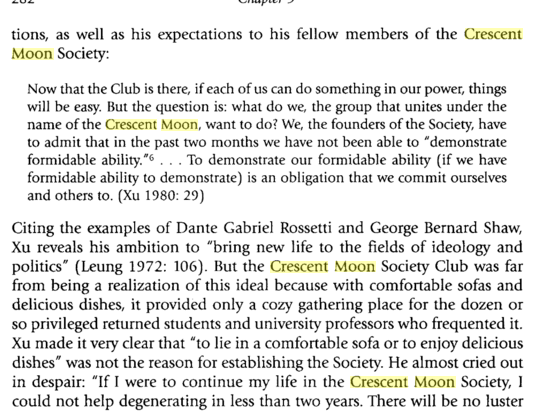 282
Chapter 9
tions, as well as his expectations to his fellow members of the Crescent
Moon Society:
Now that the Club is there, if each of us can do something in our power, things
will be easy. But the question is: what do we, the group that unites under the
name of the Crescent Moon, want to do? We, the founders of the Society, have
to admit that in the past two months we have not been able to "demonstrate
formidable ability."6 . . . To demonstrate our formidable ability (if we have
formidable ability to demonstrate) is an obligation that we commit ourselves
and others to. (Xu 1980: 29)
Citing the examples of Dante Gabriel Rossetti and George Bernard Shaw,
Xu reveals his ambition to "bring new life to the fields of ideology and
politics" (Leung 1972: 106). But the Crescent Moon Society Club was far
from being a realization of this ideal because with comfortable sofas and
delicious dishes, it provided only a cozy gathering place for the dozen or
so privileged returned students and university professors who frequented it.
Xu made it very clear that "to lie in a comfortable sofa or to enjoy delicious
dishes" was not the reason for establishing the Society. He almost cried out
in despair: "If I were to continue my life in the Crescent Moon Society, I
could not help degenerating in less than two years. There will be no luster